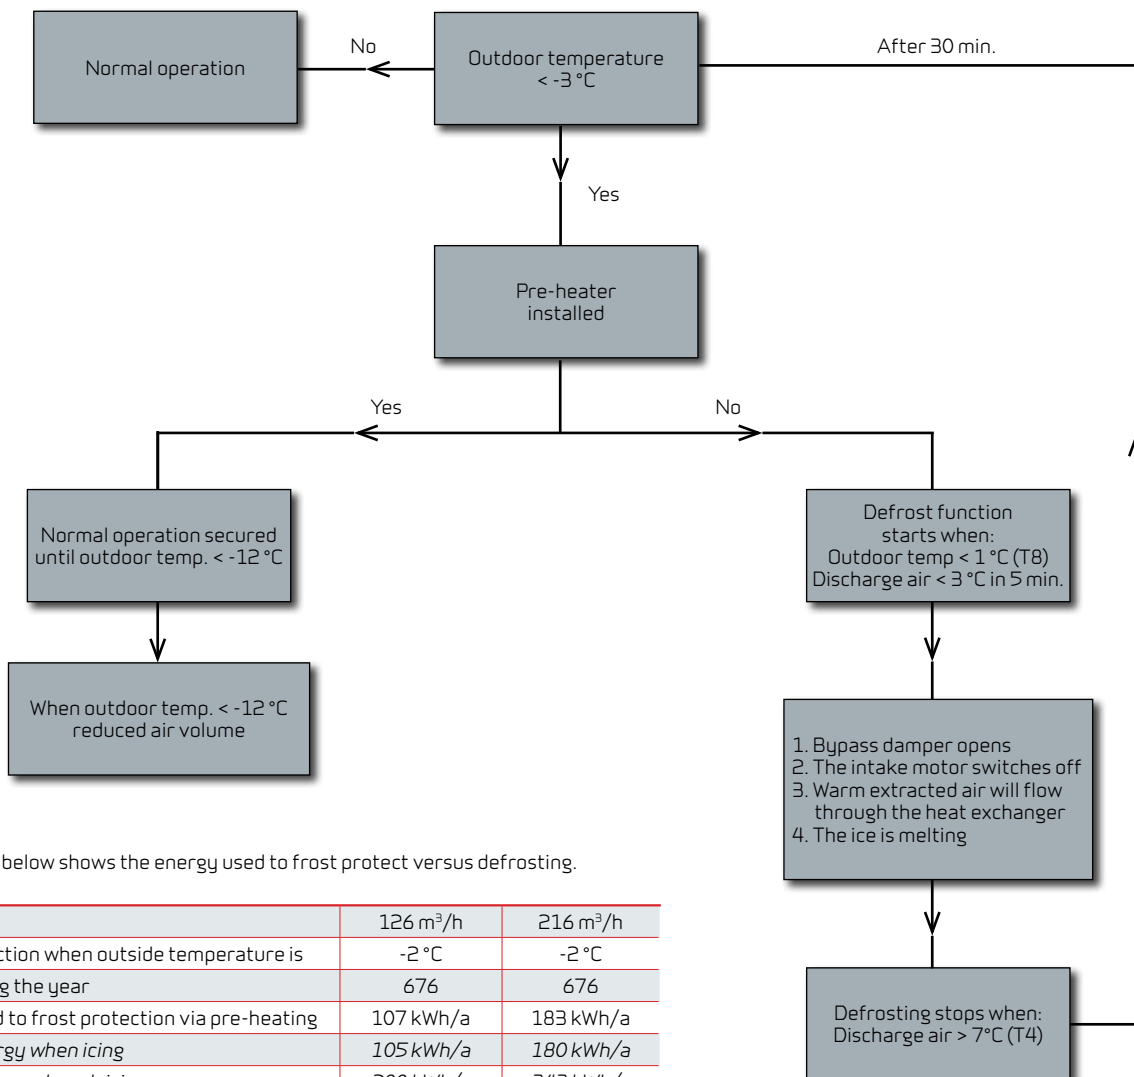 No
After 30 min.
Normal operation
Outdoor temperature
< -3 °C
Yes
Pre-heater
installed
Yes
No
Normal operation secured
until outdoor temp. < -12 °C
Defrost function
starts when:
Outdoor temp < 1 °C (T8)
Discharge air < 3 °C in 5 min.
When outdoor temp. < -12 °C
reduced air volume
1. Bypass damper opens
2. The intake motor switches off
3. Warm extracted air will flow
through the heat exchanger
4. The ice is melting
Defrosting stops when:
Discharge air > 7°C (T4)
below shows the energy used to frost protect versus defrosting.
126 m³/h 216 m³/h
ction when outside temperature is -2 °C -2 °C
g the year 676 676
d to frost protection via pre-heating 107 kWh/a 183 kWh/a
rgy when icing 105 kWh/a 180 kWh/a